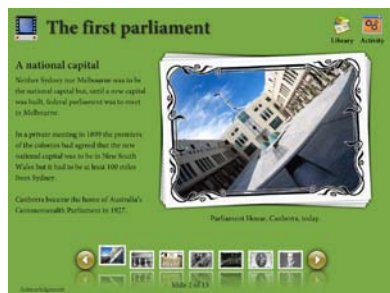 The first parliament
Library
Activity
A national capital
Neither Sydney nor Melbourne was to be
the national capital but, until a new capital
was built, federal parliament was to meet
in Melbourne.
In a private meeting in 1899 the premiers
of the colonies had agreed that the new
national capital was to be in New South
Wales but it had to be at least 100 miles
from Sydney.
Canberra became the home of Australia's
Commonwealth Parliament in 1927.
Parliament House, Canberra, today.
Slide 2 of 13
Acknowledgements